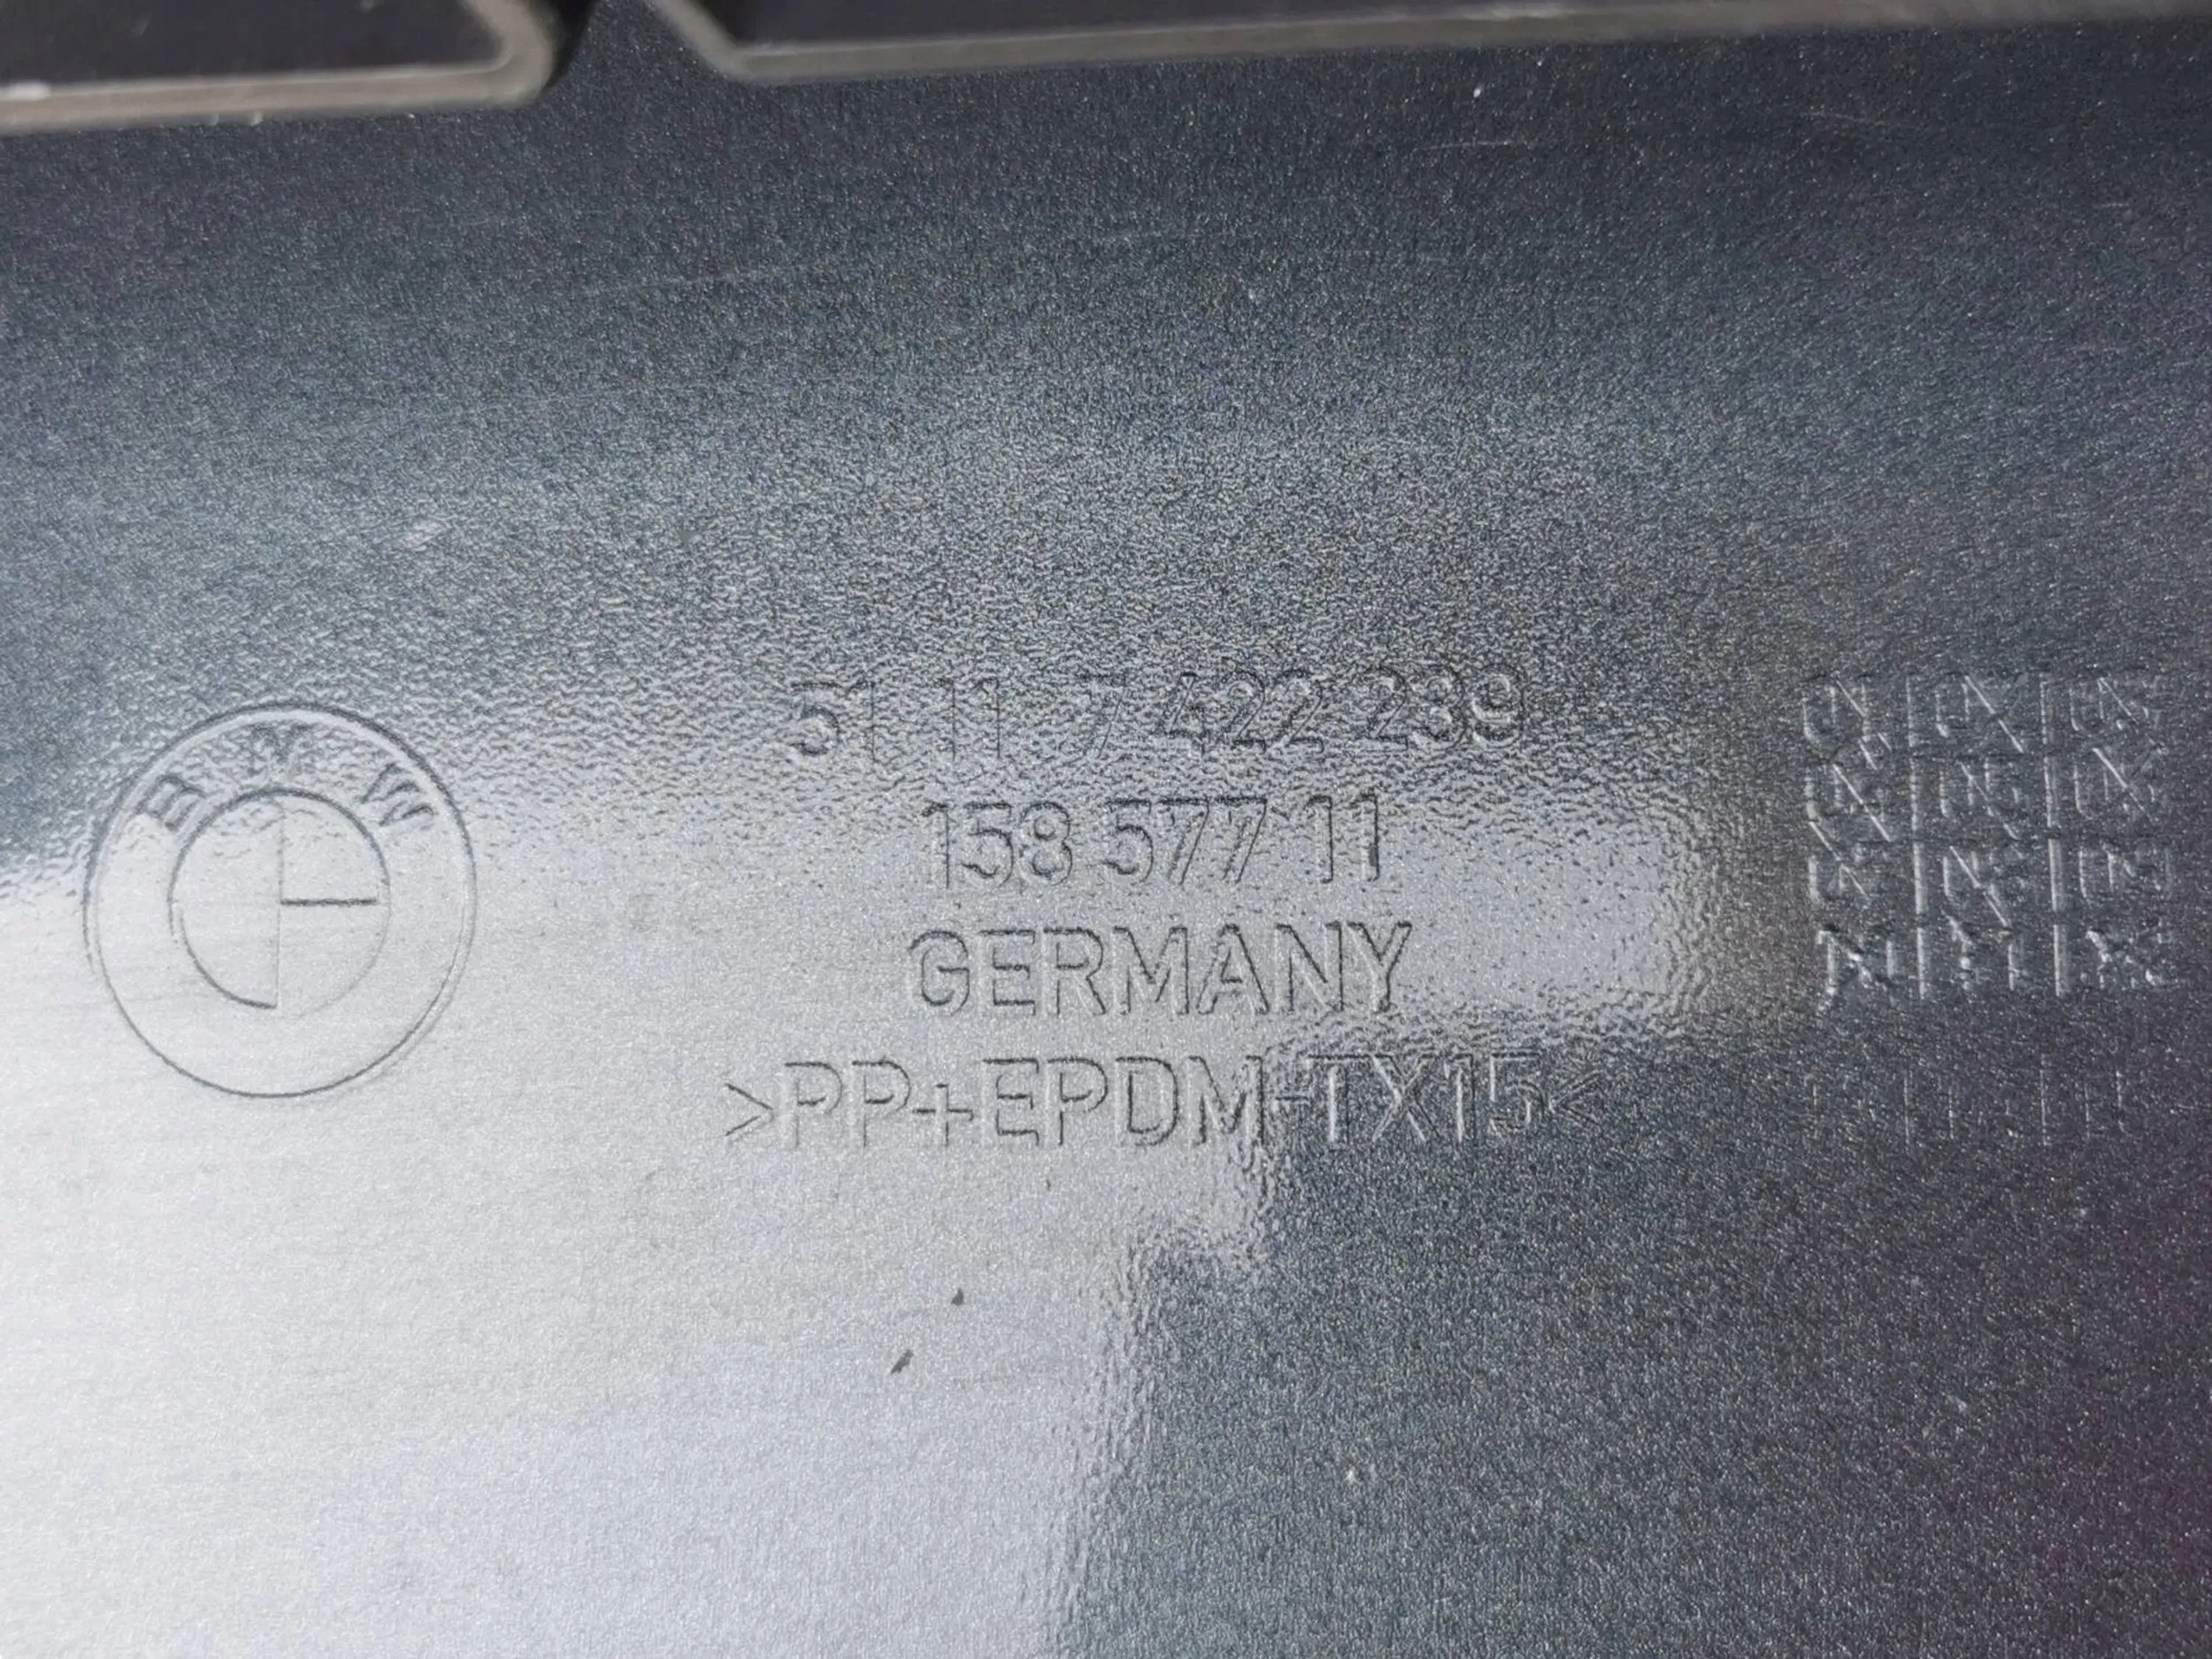 BMW
51 11 7 422 239
158 577 11
GERMANY
>PP+EPDM-TX15<